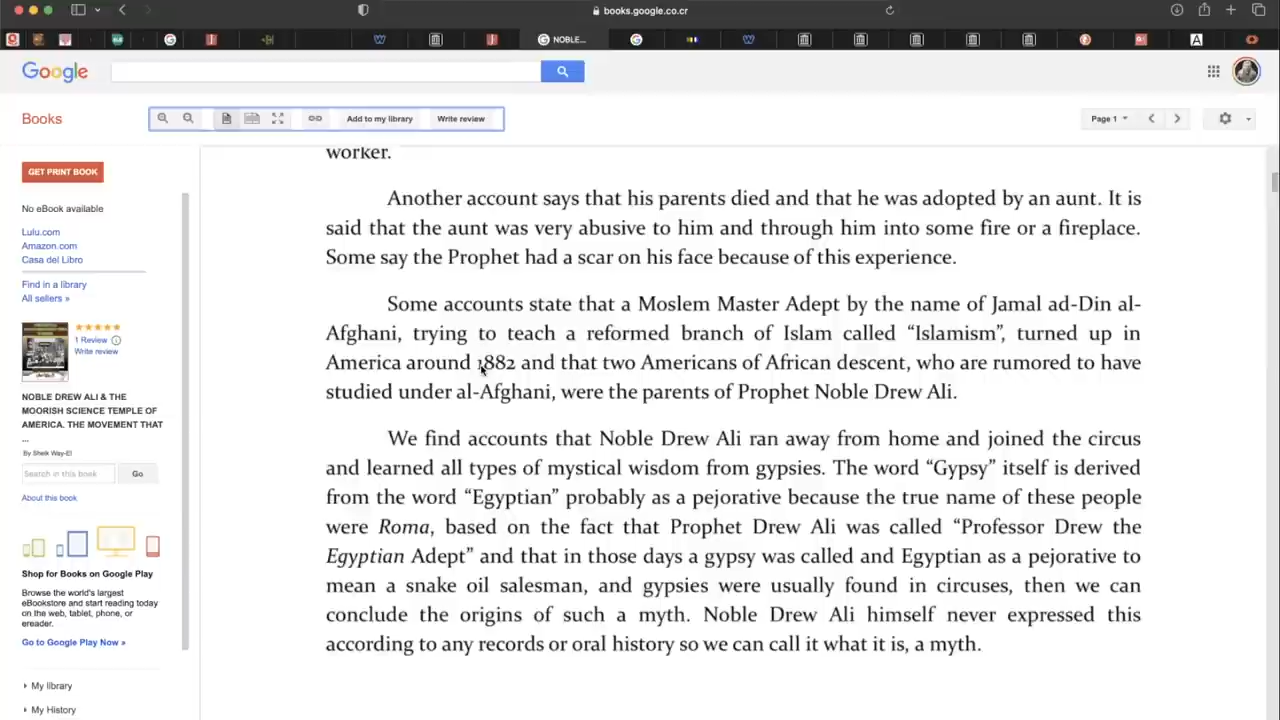 books.google.co.cr
NOBLE...
Google
Books
Add to my library
Write review
Page 1
GET PRINT BOOK
No eBook available
Lulu.com
Amazon.com
Casa del Libro
Find in a library
All sellers »
1 Review
Write review
NOBLE DREW ALI & THE
MOORISH SCIENCE TEMPLE OF
AMERICA. THE MOVEMENT THAT
...
By Sheik Way-El
Search in this book
Go
About this book
Shop for Books on Google Play
Browse the world's largest
eBookstore and start reading today
on the web, tablet, phone, or
ereader.
Go to Google Play Now »
My library
My History
worker.
Another account says that his parents died and that he was adopted by an aunt. It is
said that the aunt was very abusive to him and through him into some fire or a fireplace.
Some say the Prophet had a scar on his face because of this experience.
Some accounts state that a Moslem Master Adept by the name of Jamal ad-Din al-
Afghani, trying to teach a reformed branch of Islam called “Islamism”, turned up in
America around 1882 and that two Americans of African descent, who are rumored to have
studied under al-Afghani, were the parents of Prophet Noble Drew Ali.
We find accounts that Noble Drew Ali ran away from home and joined the circus
and learned all types of mystical wisdom from gypsies. The word “Gypsy” itself is derived
from the word “Egyptian” probably as a pejorative because the true name of these people
were Roma, based on the fact that Prophet Drew Ali was called “Professor Drew the
Egyptian Adept” and that in those days a gypsy was called and Egyptian as a pejorative to
mean a snake oil salesman, and gypsies were usually found in circuses, then we can
conclude the origins of such a myth. Noble Drew Ali himself never expressed this
according to any records or oral history so we can call it what it is, a myth.